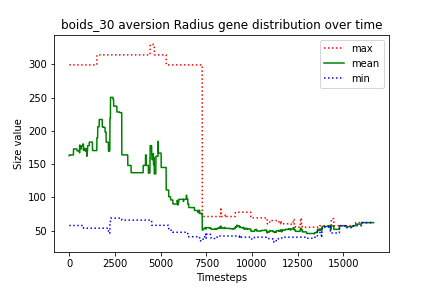 boids_30 aversion Radius gene distribution over time
max
mean
min
Size value
300
250
200
150
100
50
0
2500
5000
7500
10000
12500
15000
Timesteps